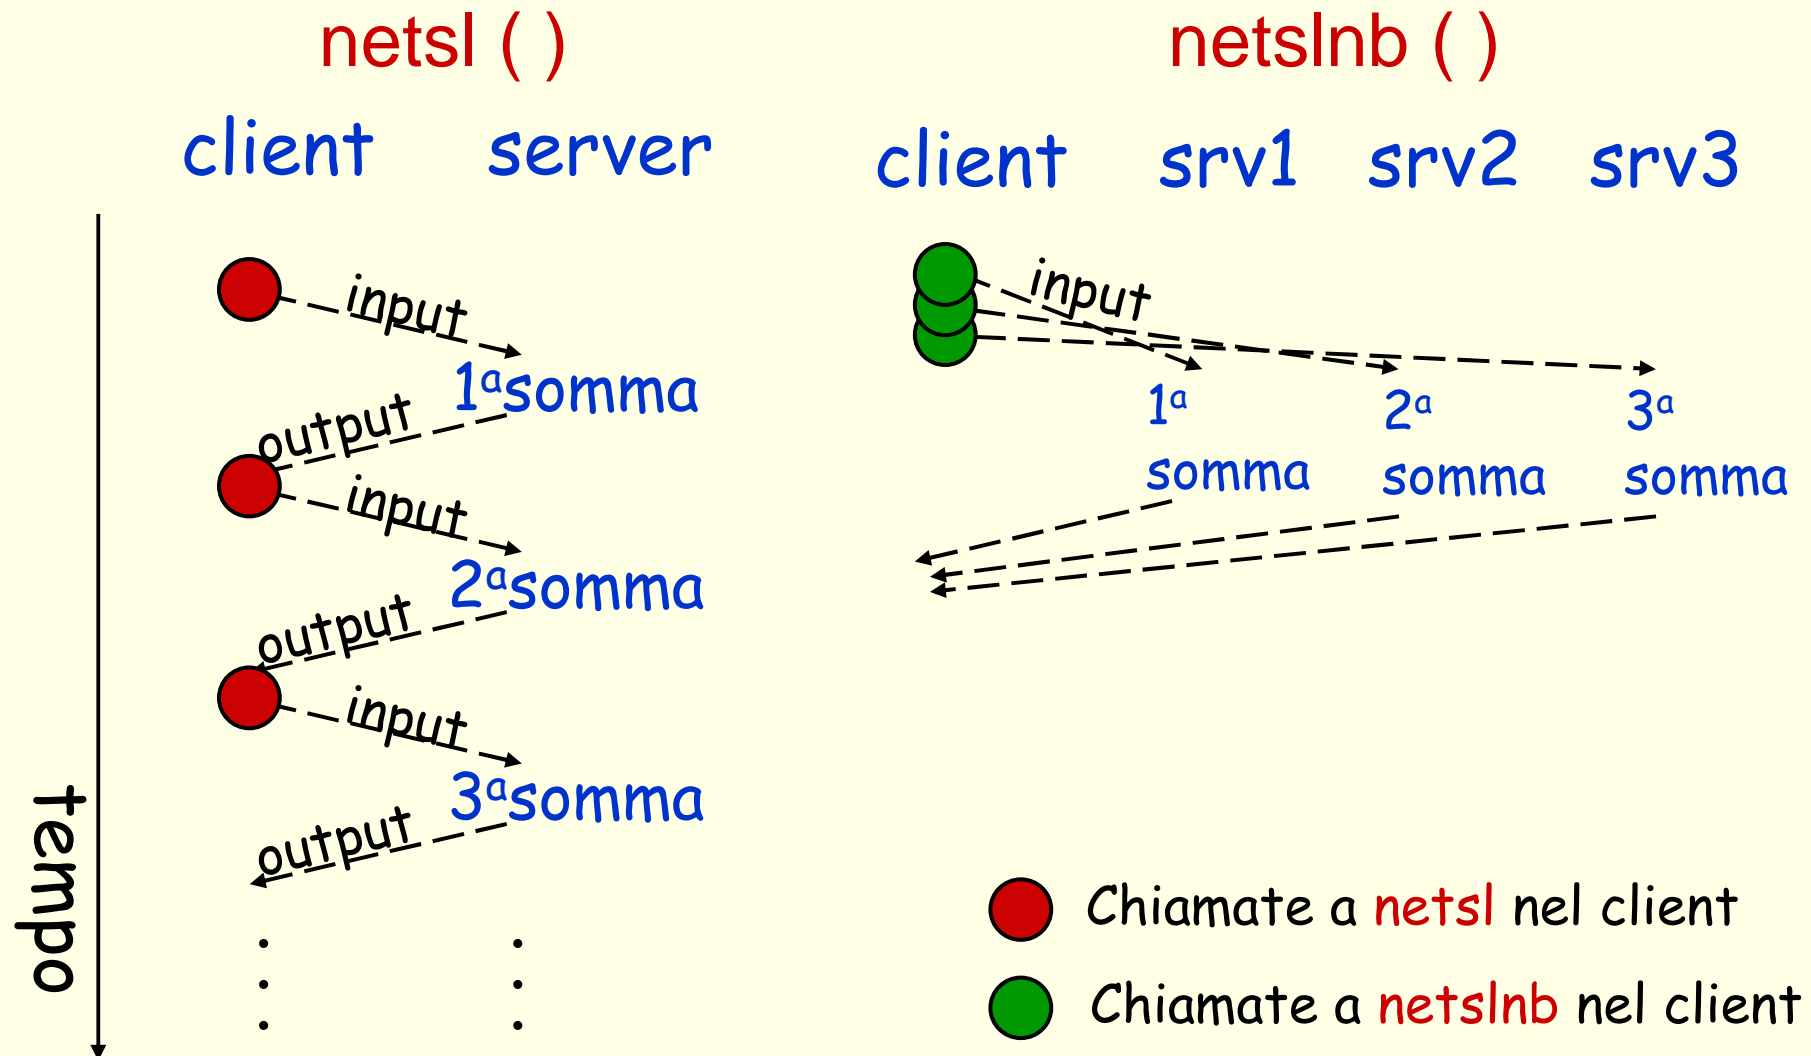 netsl ( )
client server
input
1ª somma
output
input
2ª somma
output
input
3ª somma
output
tempo
netslnb ( )
client srv1 srv2 srv3
input
1ª 2ª 3ª
somma somma somma
Chiamate a netsl nel client
Chiamate a netslnb nel client